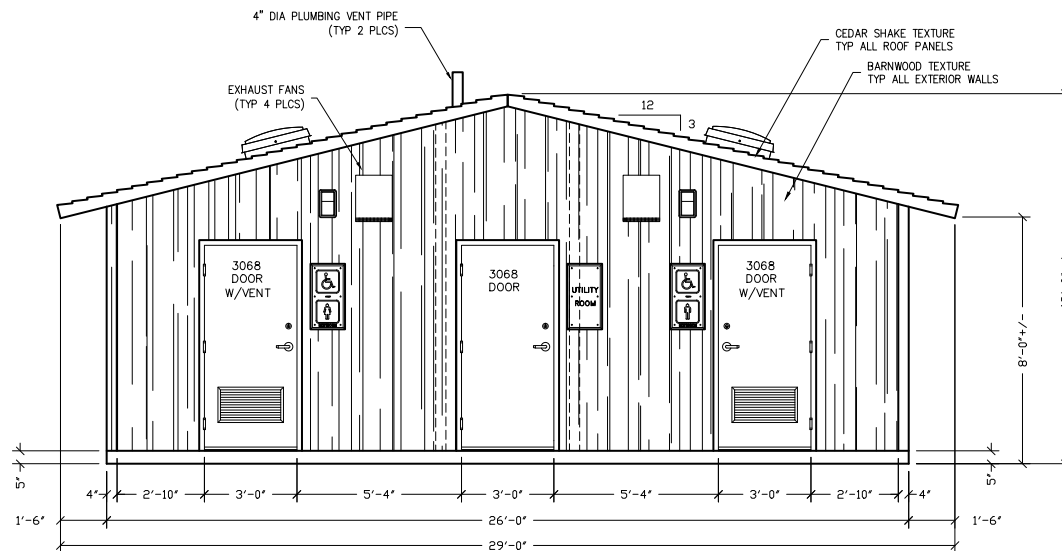 4" DIA PLUMBING VENT PIPE
(TYP 2 PLCS)
CEDAR SHAKE TEXTURE
TYP ALL ROOF PANELS
BARNWOOD TEXTURE
TYP ALL EXTERIOR WALLS
EXHAUST FANS
(TYP 4 PLCS)
12
3
3068
DOOR
W/VENT
3068
DOOR
UTILITY
ROOM
3068
DOOR
W/VENT
8'-0"+/-
5"
5"
4"
2'-10"
3'-0"
5'-4"
3'-0"
5'-4"
3'-0"
2'-10"
4"
1'-6"
26'-0"
1'-6"
29'-0"